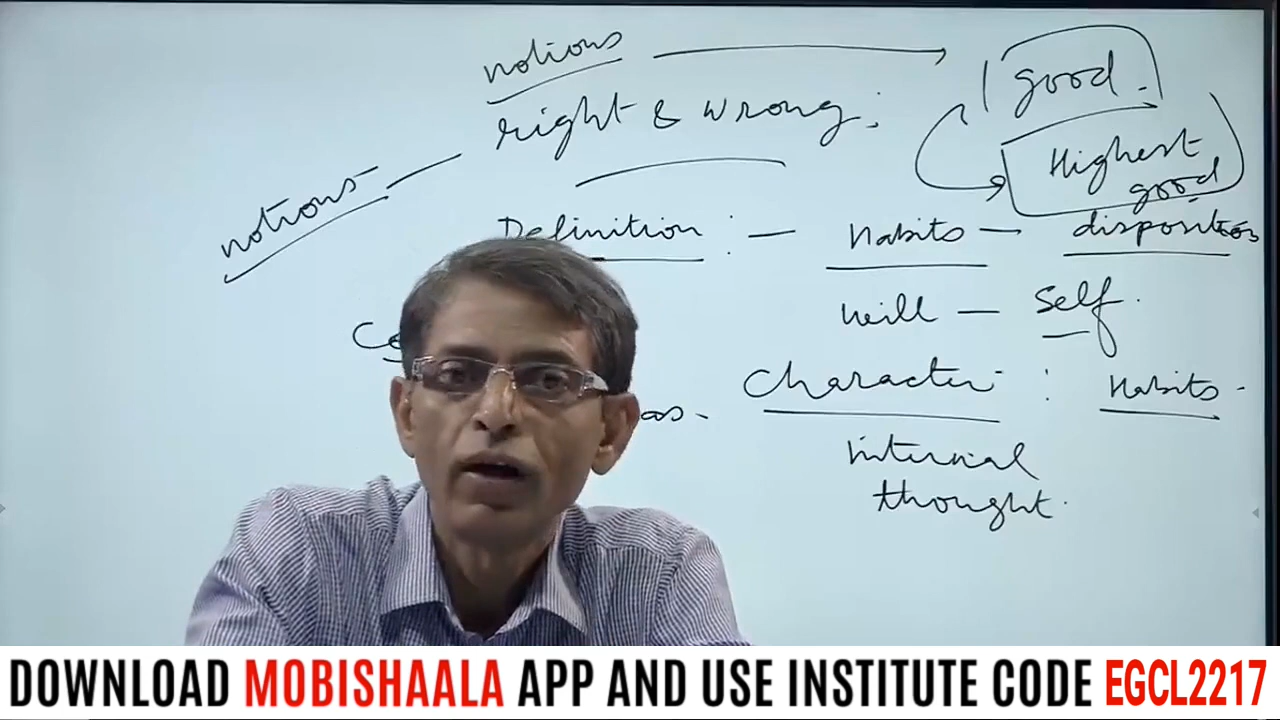 notions
good.
right & wrong;
Highest good
notions
Definition : - Habits - disposition
Will - Self.
Character : Habits -
internal
thought.
DOWNLOAD MOBISHAALA APP AND USE INSTITUTE CODE EGCL2217